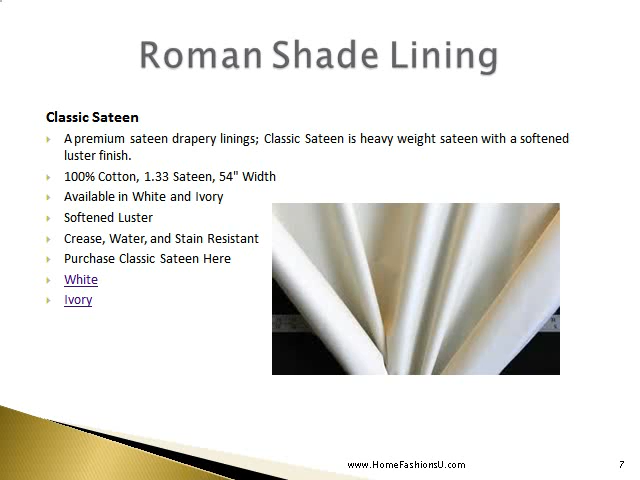 Roman Shade Lining
Classic Sateen
A premium sateen drapery linings; Classic Sateen is heavy weight sateen with a softened
luster finish.
100% Cotton, 1.33 Sateen, 54" Width
Available in White and Ivory
Softened Luster
Crease, Water, and Stain Resistant
Purchase Classic Sateen Here
White
Ivory
www.HomeFashionsU.com
7